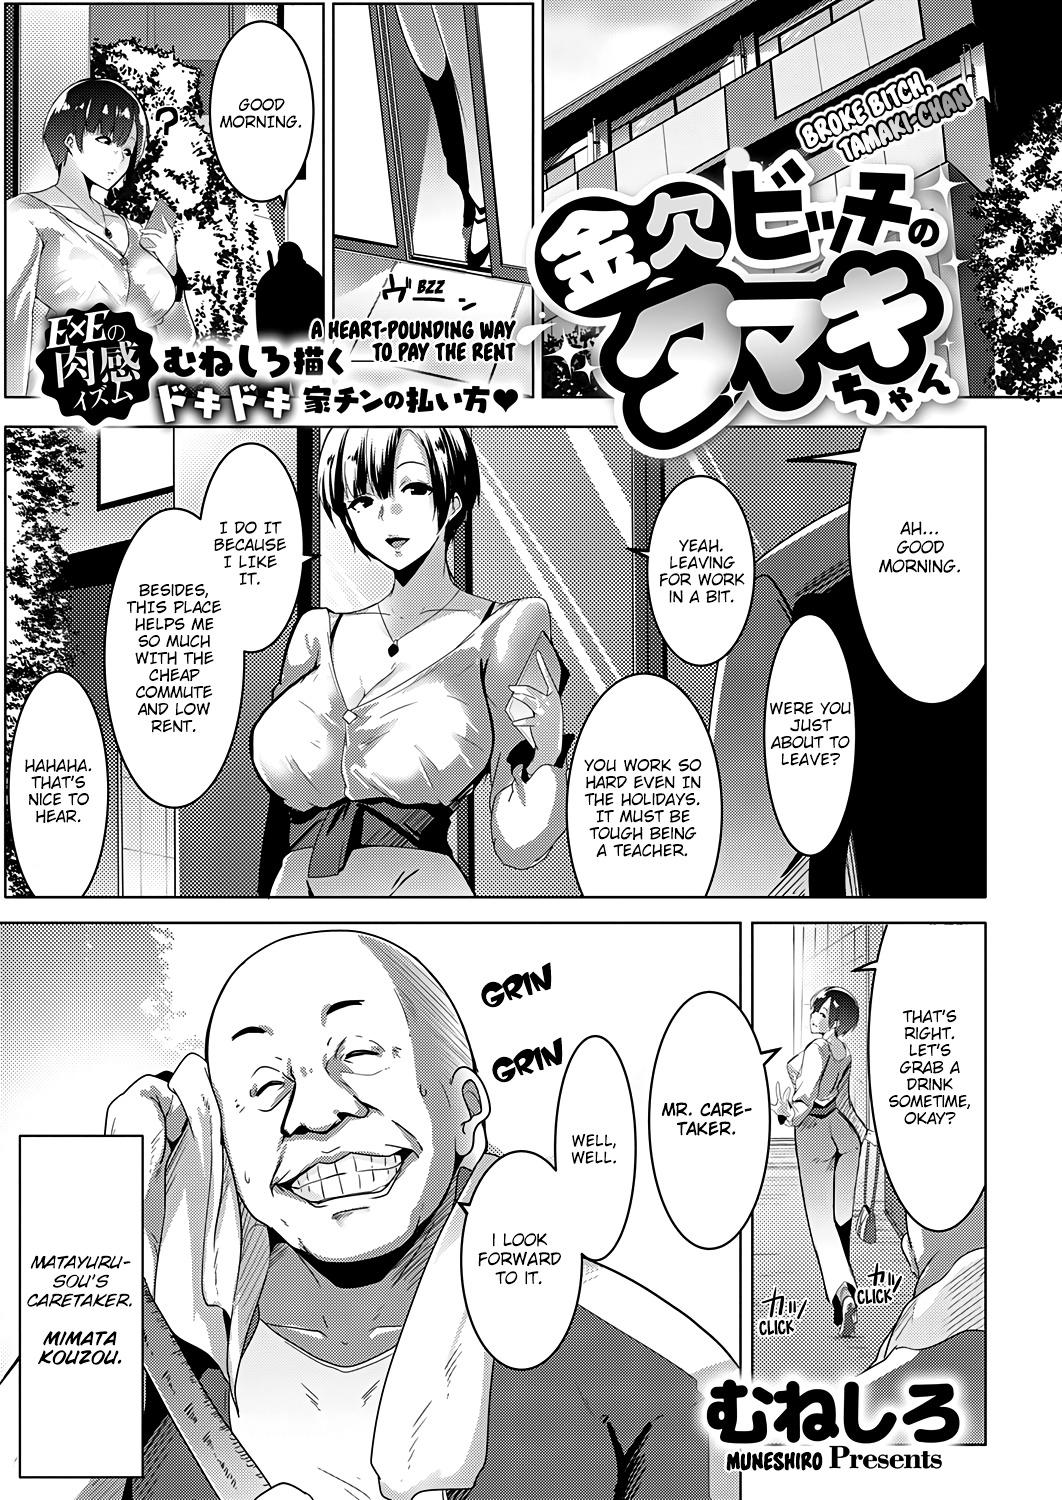 BROKE BITCH,
TAMAKI-CHAN
金欠ビッチの
タマキ
ちゃん
ヴ
BZZ
GOOD
MORNING.
?
A HEART-POUNDING WAY
TO PAY THE RENT
E×Eの
肉感
イズム
むねしろ描く
ドキドキ 家チンの払い方♥
AH...
GOOD
MORNING.
WERE YOU
JUST
ABOUT TO
LEAVE?
YEAH.
LEAVING
FOR WORK
IN A BIT.
YOU WORK SO
HARD EVEN IN
THE HOLIDAYS.
IT MUST BE
TOUGH BEING
A TEACHER.
I DO IT
BECAUSE
I LIKE
IT.
BESIDES,
THIS PLACE
HELPS ME
SO MUCH
WITH THE
CHEAP
COMMUTE
AND LOW
RENT.
HAHAHA.
THAT'S
NICE TO
HEAR.
THAT'S
RIGHT.
LET'S
GRAB A
DRINK
SOMETIME,
OKAY?
カッ
CLICK
カッ
CLICK
MR. CARE-
TAKER.
WELL,
WELL.
I LOOK
FORWARD
TO IT.
GRIN
GRIN
MATAYURU-
SOU'S
CARETAKER.
MIMATA
KOUZOU.
むねしろ
MUNESHIRO Presents